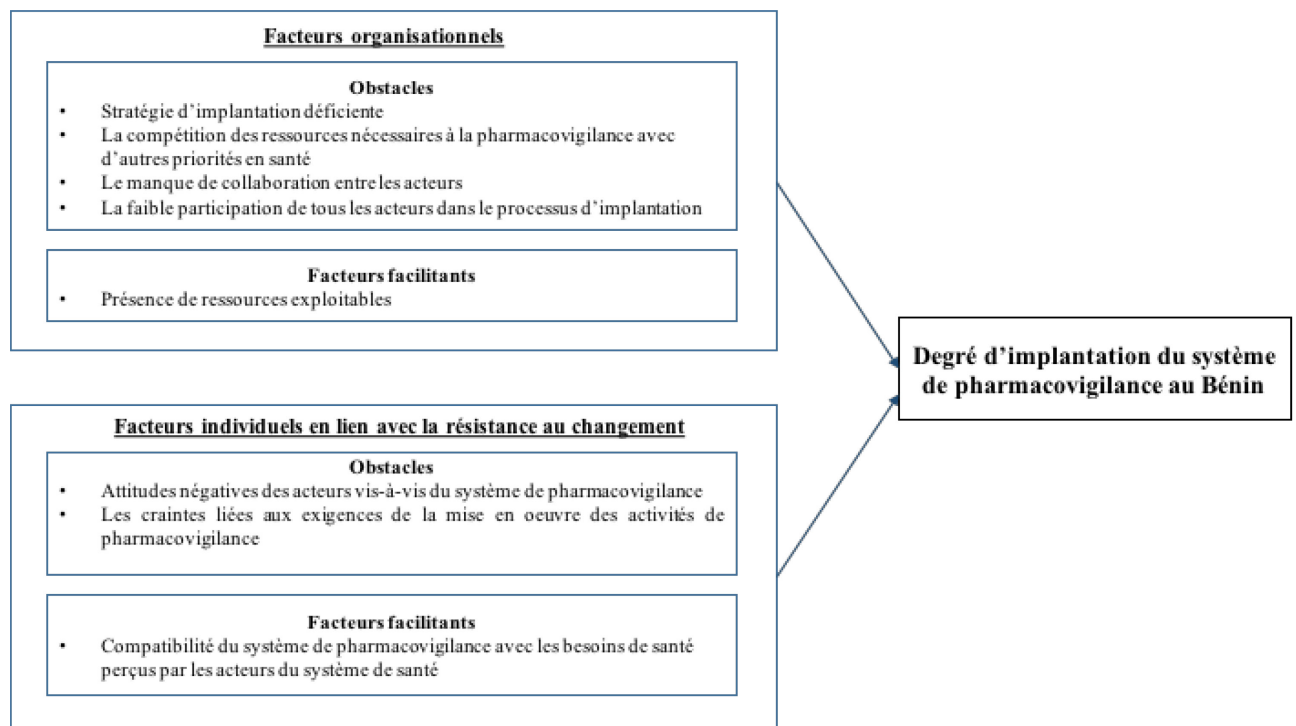 Facteurs organisationnels
Obstacles
• Stratégie d'implantation déficiente
• La compétition des ressources nécessaires à la pharmacovigilance avec
d'autres priorités en santé
• Le manque de collaboration entre les acteurs
• La faible participation de tous les acteurs dans le processus d'implantation
Facteurs facilitants
• Présence de ressources exploitables
Degré d'implantation du système
de pharmacovigilance au Bénin
Facteurs individuels en lien avec la résistance au changement
Obstacles
• Attitudes négatives des acteurs vis-à-vis du système de pharmacovigilance
• Les craintes liées aux exigences de la mise en oeuvre des activités de
pharmacovigilance
Facteurs facilitants
• Compatibilité du système de pharmacovigilance avec les besoins de santé
perçus par les acteurs du système de santé